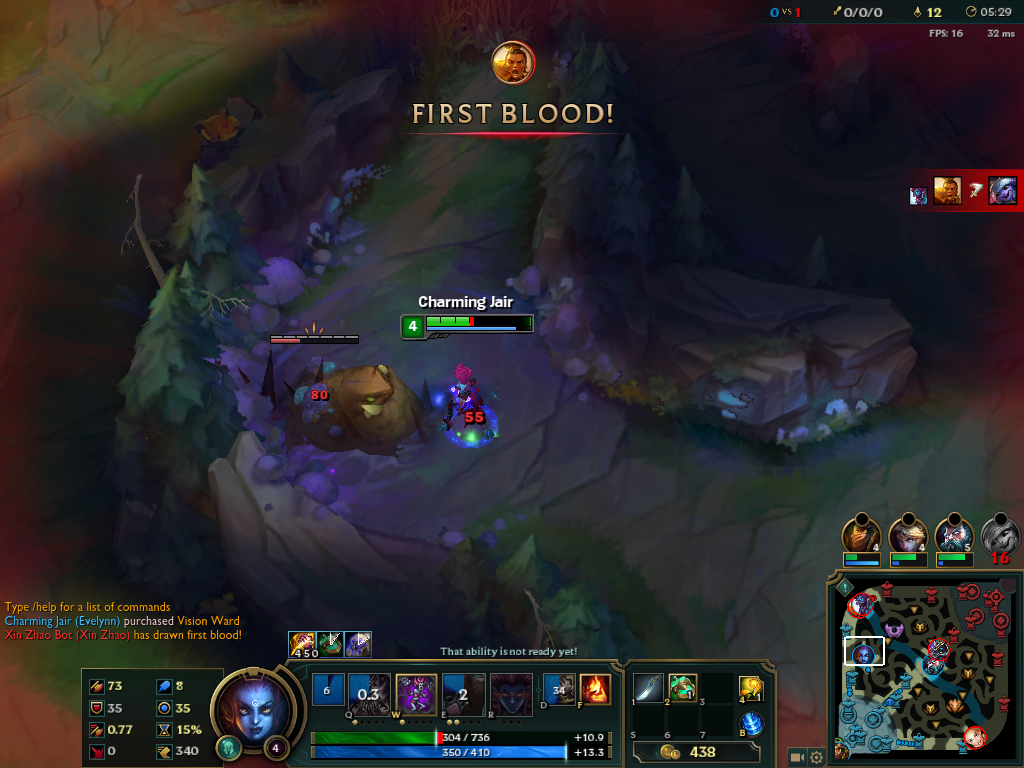 0 vs 1 0/0/0 12 05:29
FPS: 16 32 ms
FIRST BLOOD!
Charming Jair
4
80
55
4 4 5 16
Type /help for a list of commands
Charming Jair (Evelynn) purchased Vision Ward
Xin Zhao Bot (Xin Zhao) has drawn first blood!
450
That ability is not ready yet!
73 8
35 35
0.77 15%
0 340
4
6 0.3 2 34
Q W E R D F
304 / 736 +10.9
350 / 410 +13.3
1 2 3 4 1
5 6 7 B
438